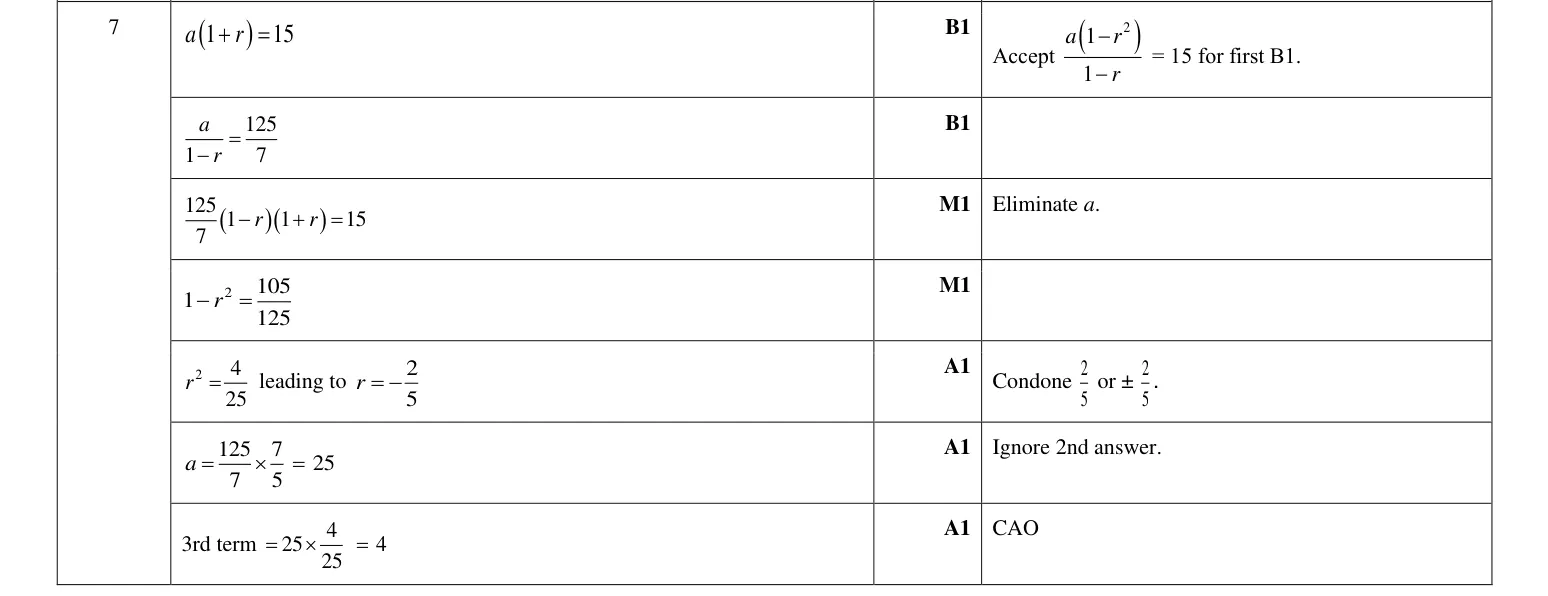 7 a(1+r)=15 B1 Accept a(1−r²)/(1−r) = 15 for first B1.
a/(1−r) = 125/7 B1
125/7 (1−r)(1+r)=15 M1 Eliminate a.
1−r² = 105/125 M1
r² = 4/25 leading to r = −2/5 A1 Condone 2/5 or ± 2/5.
a = 125/7 × 7/5 = 25 A1 Ignore 2nd answer.
3rd term = 25 × 4/25 = 4 A1 CAO